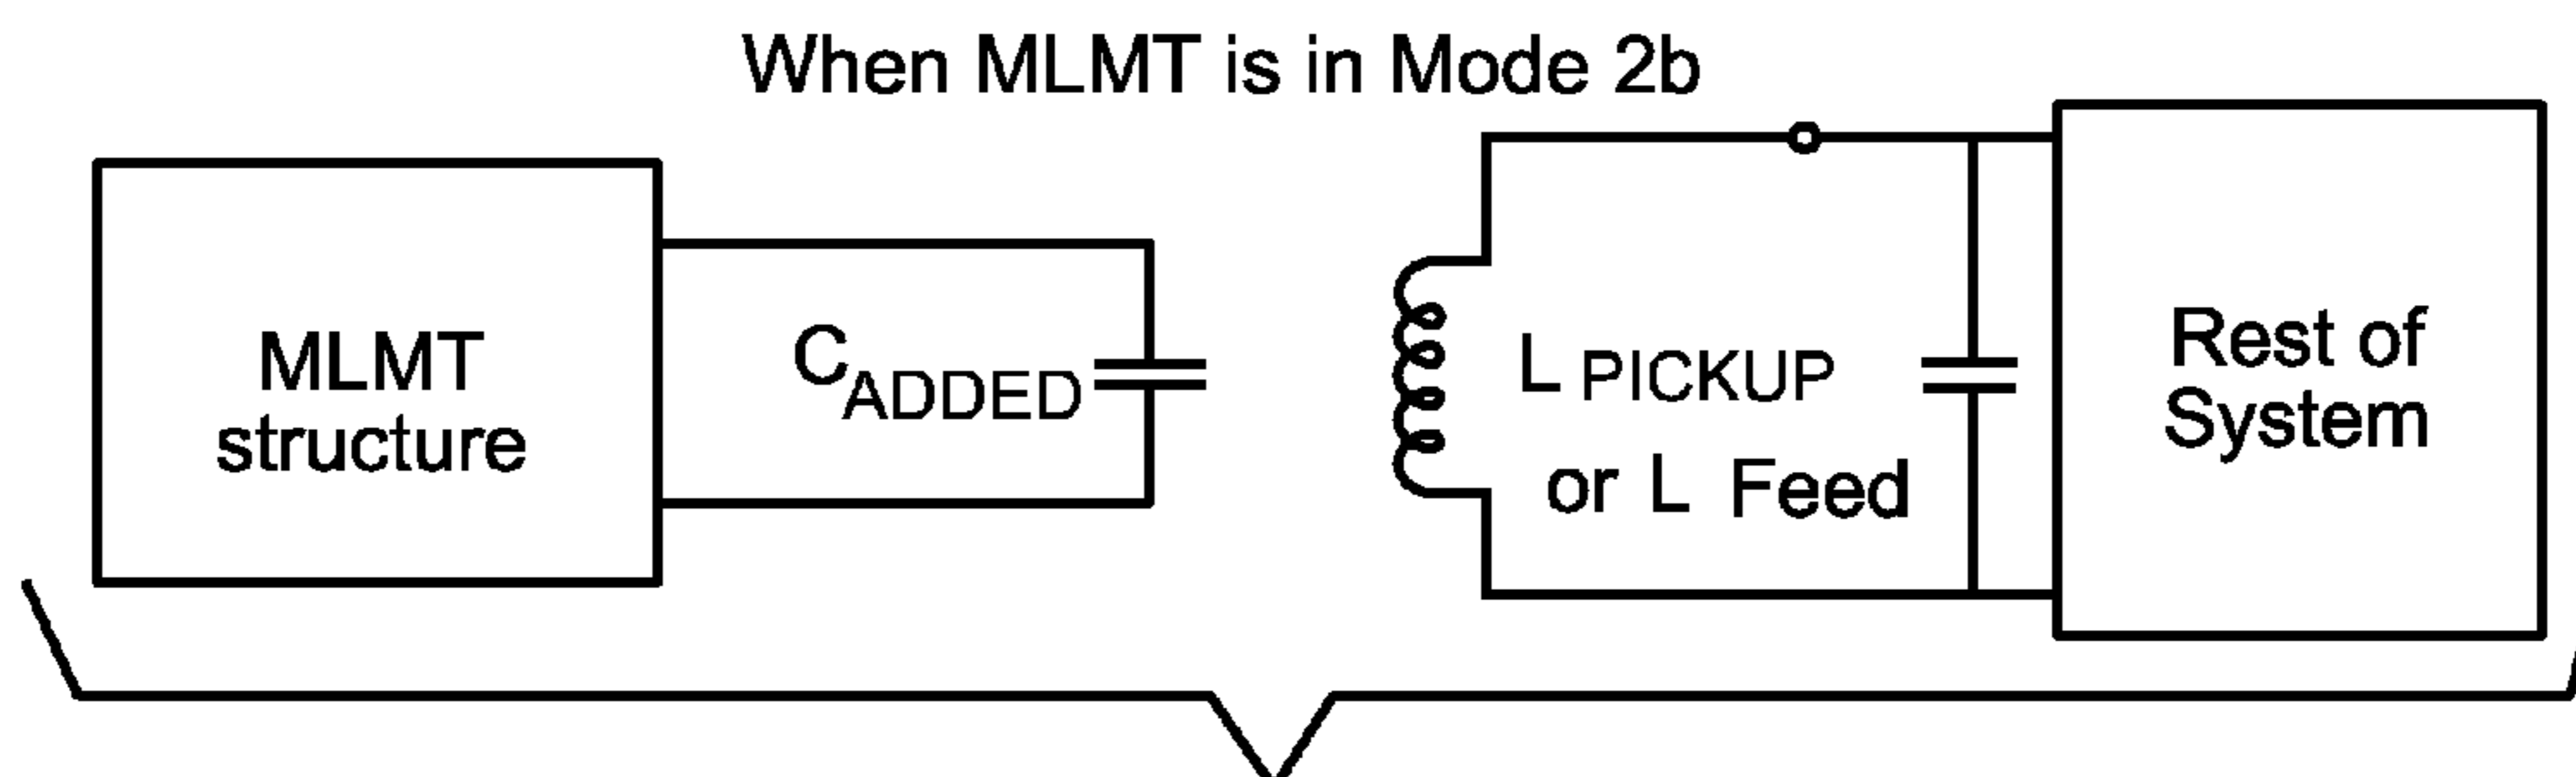 When MLMT is in Mode 2b
MLMT
structure
CADDED
L PICKUP
or L Feed
Rest of
System